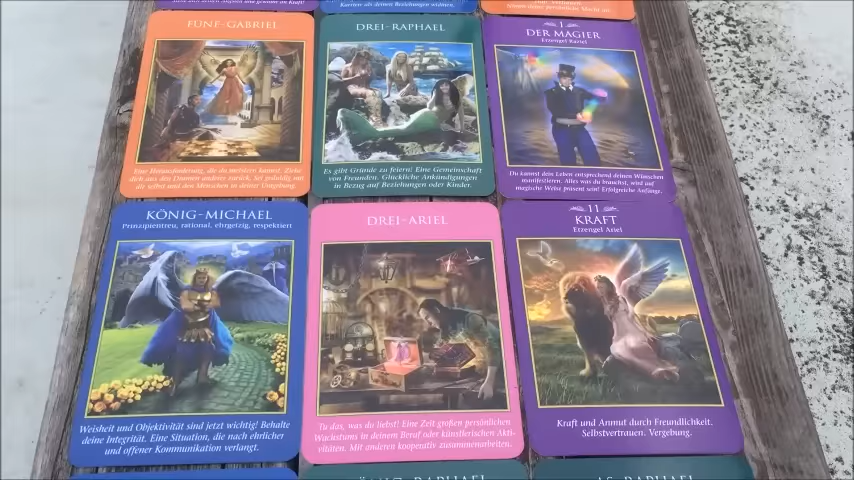 FÜNF-GABRIEL
Eine Herausforderung, die du meistern kannst. Ziehe
dich aus den Dramen anderer zurück. Sei geduldig mit
dir selbst und den Menschen in deiner Umgebung.
DREI-RAPHAEL
Es gibt Gründe zu feiern! Eine Gemeinschaft
von Freunden. Glückliche Ankündigungen
in Bezug auf Beziehungen oder Kinder.
I
DER MAGIER
Erzengel Raziel
Du kannst dein Leben entsprechend deinen Wünschen
manifestieren. Alles was du brauchst, wird auf
magische Weise präsent sein! Erfolgreiche Anfänge.
KÖNIG-MICHAEL
Prinzipientreu, rational, ehrgeizig, respektiert
Weisheit und Objektivität sind jetzt wichtig! Behalte
deine Integrität. Eine Situation, die nach ehrlicher
und offener Kommunikation verlangt.
DREI-ARIEL
Tu das, was du liebst! Eine Zeit großen persönlichen
Wachstums in deinem Beruf oder künstlerischen Akti-
vitäten. Mit anderen kooperativ zusammenarbeiten.
11
KRAFT
Erzengel Ariel
Kraft und Anmut durch Freundlichkeit.
Selbstvertrauen. Vergebung.